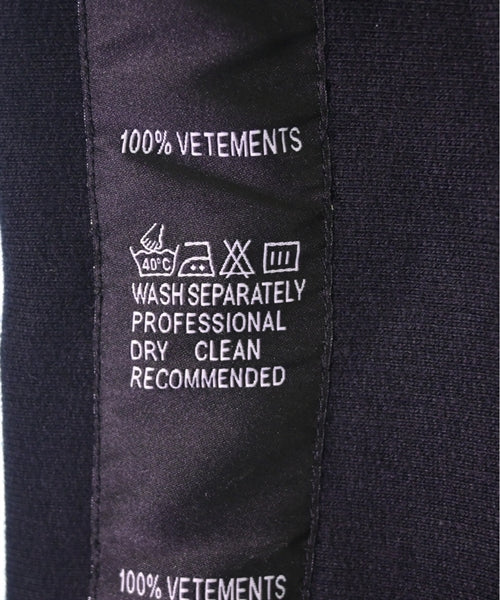 100% VETEMENTS
40°C
WASH SEPARATELY
PROFESSIONAL
DRY CLEAN
RECOMMENDED
100% VETEMENTS